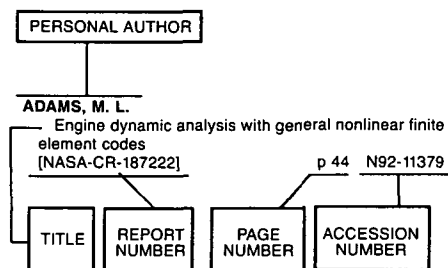 PERSONAL AUTHOR
ADAMS, M. L.
Engine dynamic analysis with general nonlinear finite
element codes
[NASA-CR-187222] p 44 N92-11379
TITLE
REPORT
NUMBER
PAGE
NUMBER
ACCESSION
NUMBER